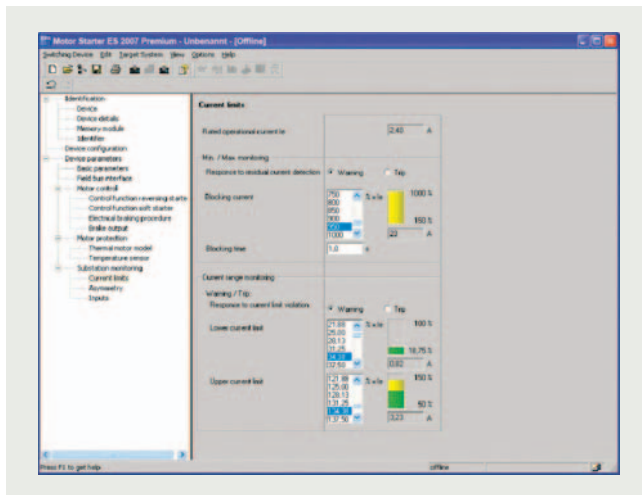 Motor Starter ES 2007 Premium - Unbenannt - [Offline]
Switching Device Edit Target System View Options Help
Identification
Device
Device details
Memory module
Identifier
Device configuration
Device parameters
Basic parameters
Field bus interface
Motor control
Control function reversing starte
Control function soft starter
Electrical braking procedure
Brake output
Motor protection
Thermal motor model
Temperature sensor
Substation monitoring
Current limits
Asymmetry
Inputs
Current limits
Rated operational current Ie 2,40 A
Min. / Max. monitoring
Response to residual current detection Warning Trip
Blocking current
750
800
850
900
950
1000
% x Ie
1000 %
150 %
23 A
Blocking time 1,0 s
Current range monitoring
Warning / Trip:
Response to current limit violation Warning Trip
Lower current limit
21,88
25,00
28,13
31,25
34,38
% x Ie
100 %
18,75 %
0,82 A
Upper current limit
121,88
125,00
128,13
131,25
134,38
137,50
% x Ie
150 %
50 %
3,23 A
Press F1 to get help.
offline